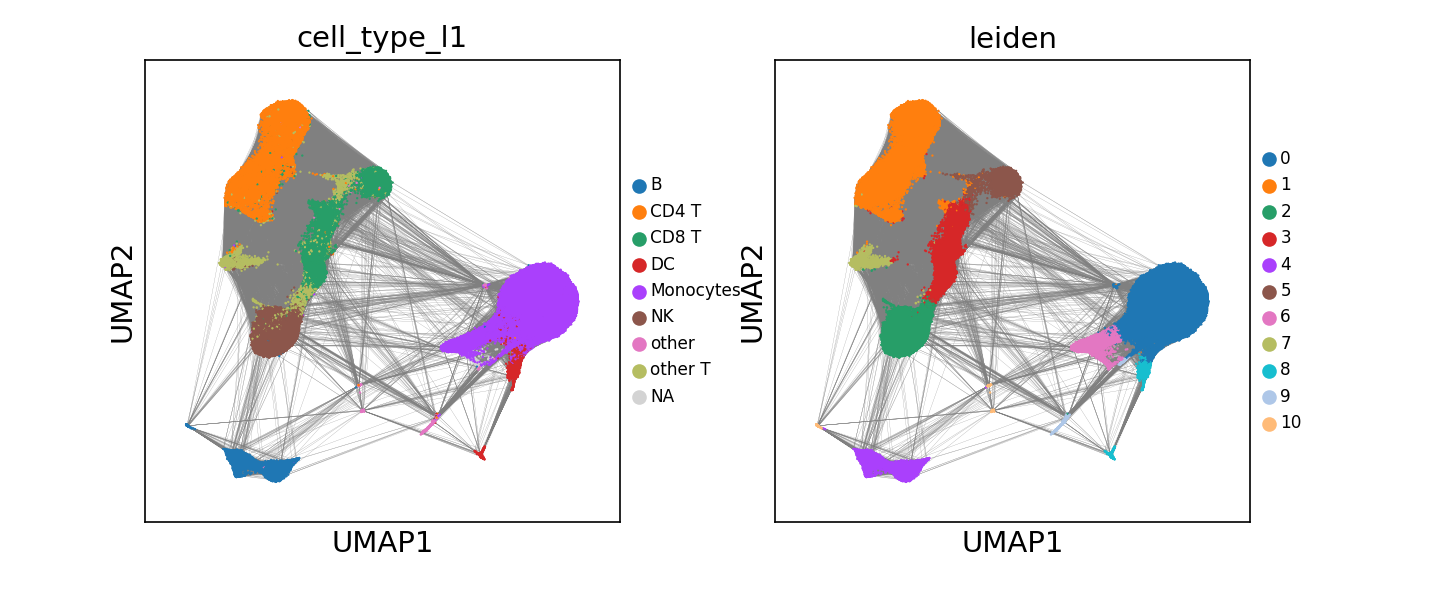 cell_type_l1
UMAP2
UMAP1
B
CD4 T
CD8 T
DC
Monocytes
NK
other
other T
NA
leiden
UMAP2
UMAP1
0
1
2
3
4
5
6
7
8
9
10